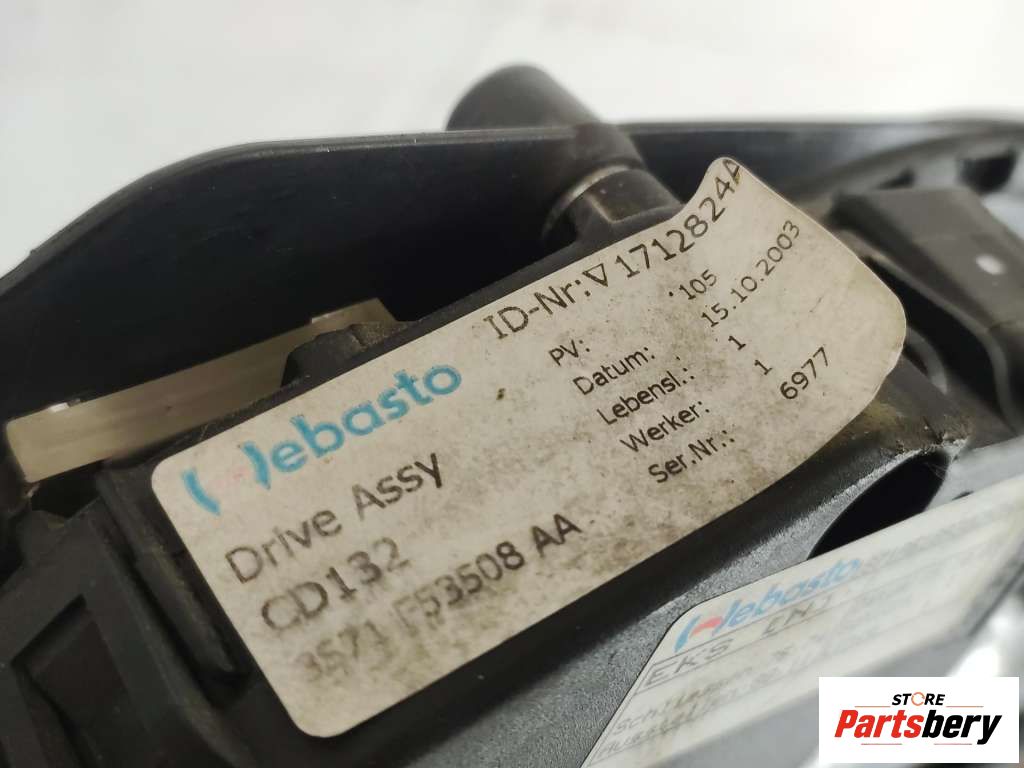 Webasto
ID-Nr: V 1712824A
PV: 105
Datum: 15.10.2003
Lebensl.: 1
Werker: 1
Ser.Nr.: 6977
Drive Assy
CD132
3S71 F53508 AA
Webasto
EKS
STORE
Partsbery